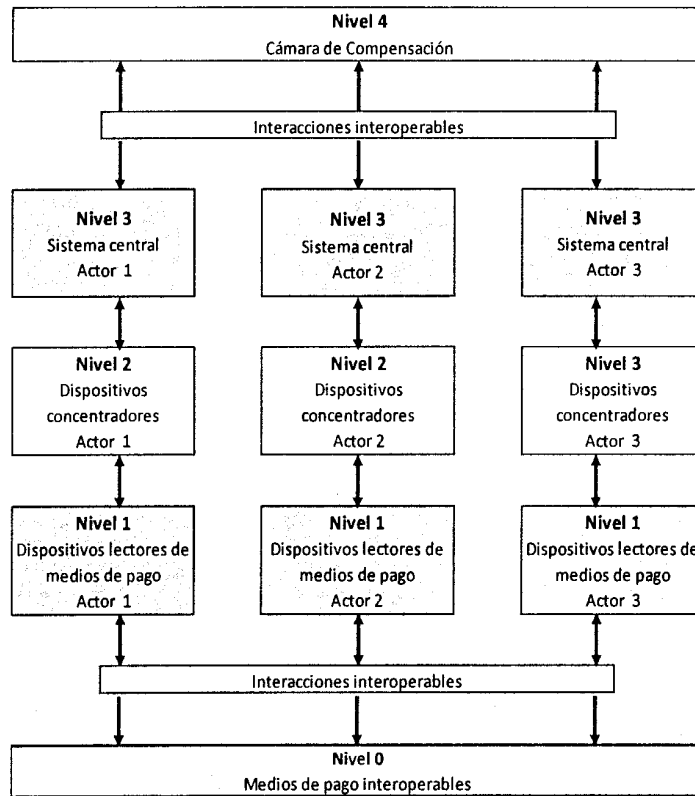 Nivel 4
Cámara de Compensación
Interacciones interoperables
Nivel 3
Sistema central
Actor 1
Nivel 3
Sistema central
Actor 2
Nivel 3
Sistema central
Actor 3
Nivel 2
Dispositivos
concentradores
Actor 1
Nivel 2
Dispositivos
concentradores
Actor 2
Nivel 3
Dispositivos
concentradores
Actor 3
Nivel 1
Dispositivos lectores de
medios de pago
Actor 1
Nivel 1
Dispositivos lectores de
medios de pago
Actor 2
Nivel 1
Dispositivos lectores de
medios de pago
Actor 3
Interacciones interoperables
Nivel 0
Medios de pago interoperables